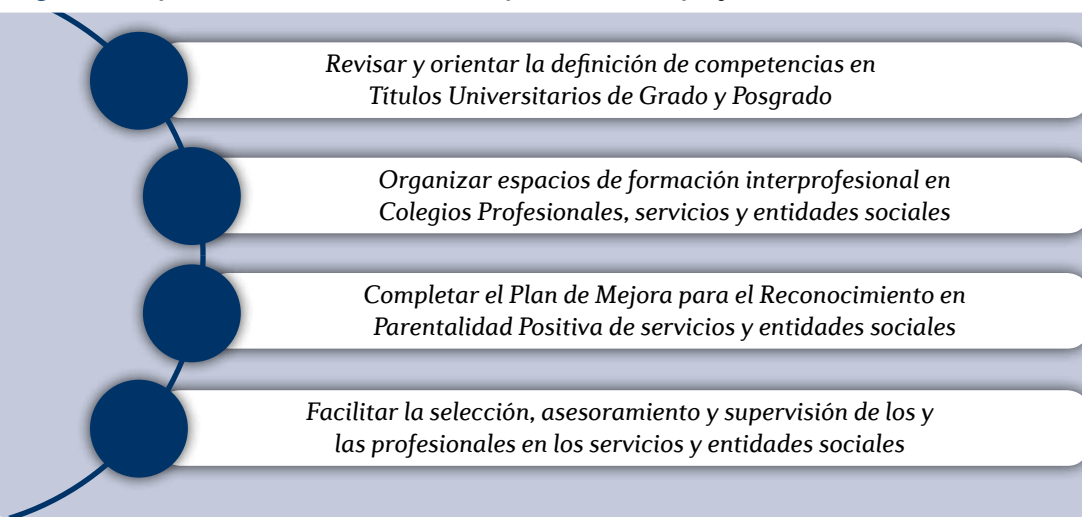 Revisar y orientar la definición de competencias en
Títulos Universitarios de Grado y Posgrado
Organizar espacios de formación interprofesional en
Colegios Profesionales, servicios y entidades sociales
Completar el Plan de Mejora para el Reconocimiento en
Parentalidad Positiva de servicios y entidades sociales
Facilitar la selección, asesoramiento y supervisión de los y
las profesionales en los servicios y entidades sociales